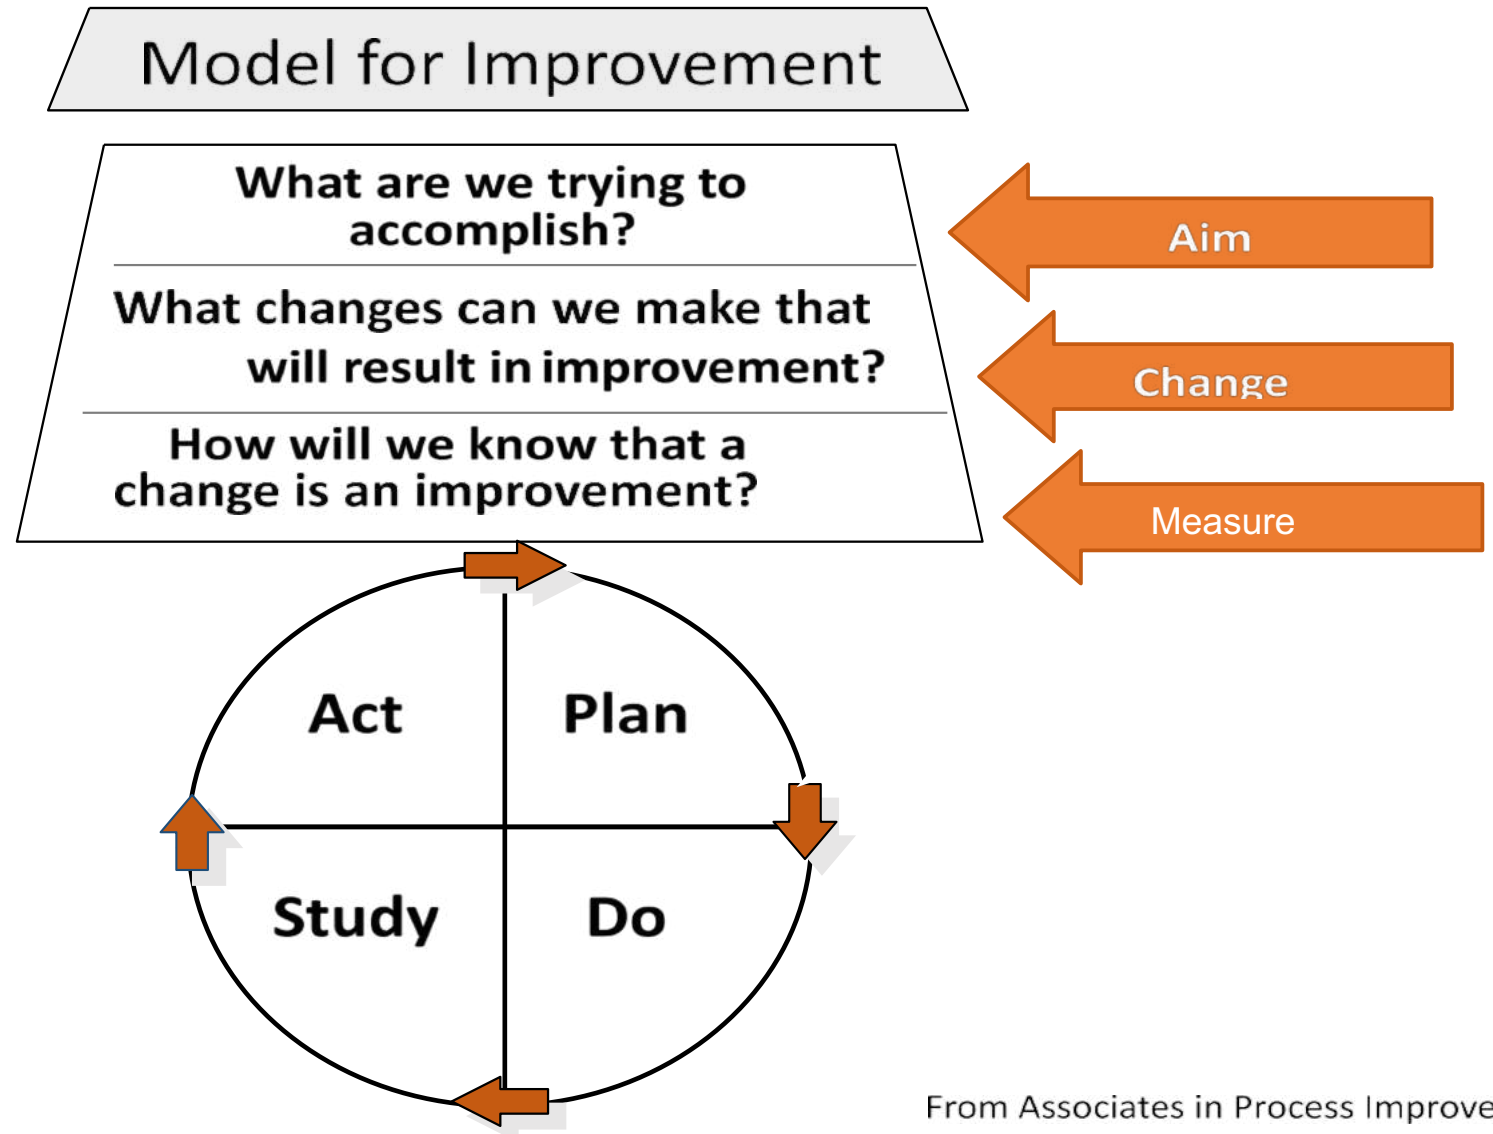 Model for Improvement
What are we trying to
accomplish?
Aim
What changes can we make that
will result in improvement?
Change
How will we know that a
change is an improvement?
Measure
Act
Plan
Study
Do
From Associates in Process Improve